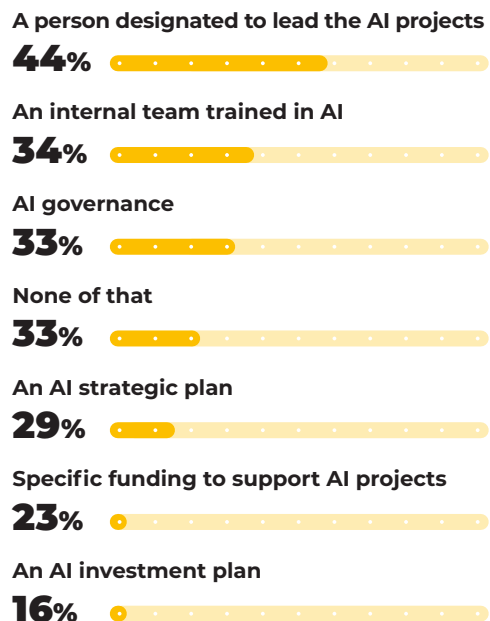 A person designated to lead the AI projects
44%
An internal team trained in AI
34%
AI governance
33%
None of that
33%
An AI strategic plan
29%
Specific funding to support AI projects
23%
An AI investment plan
16%